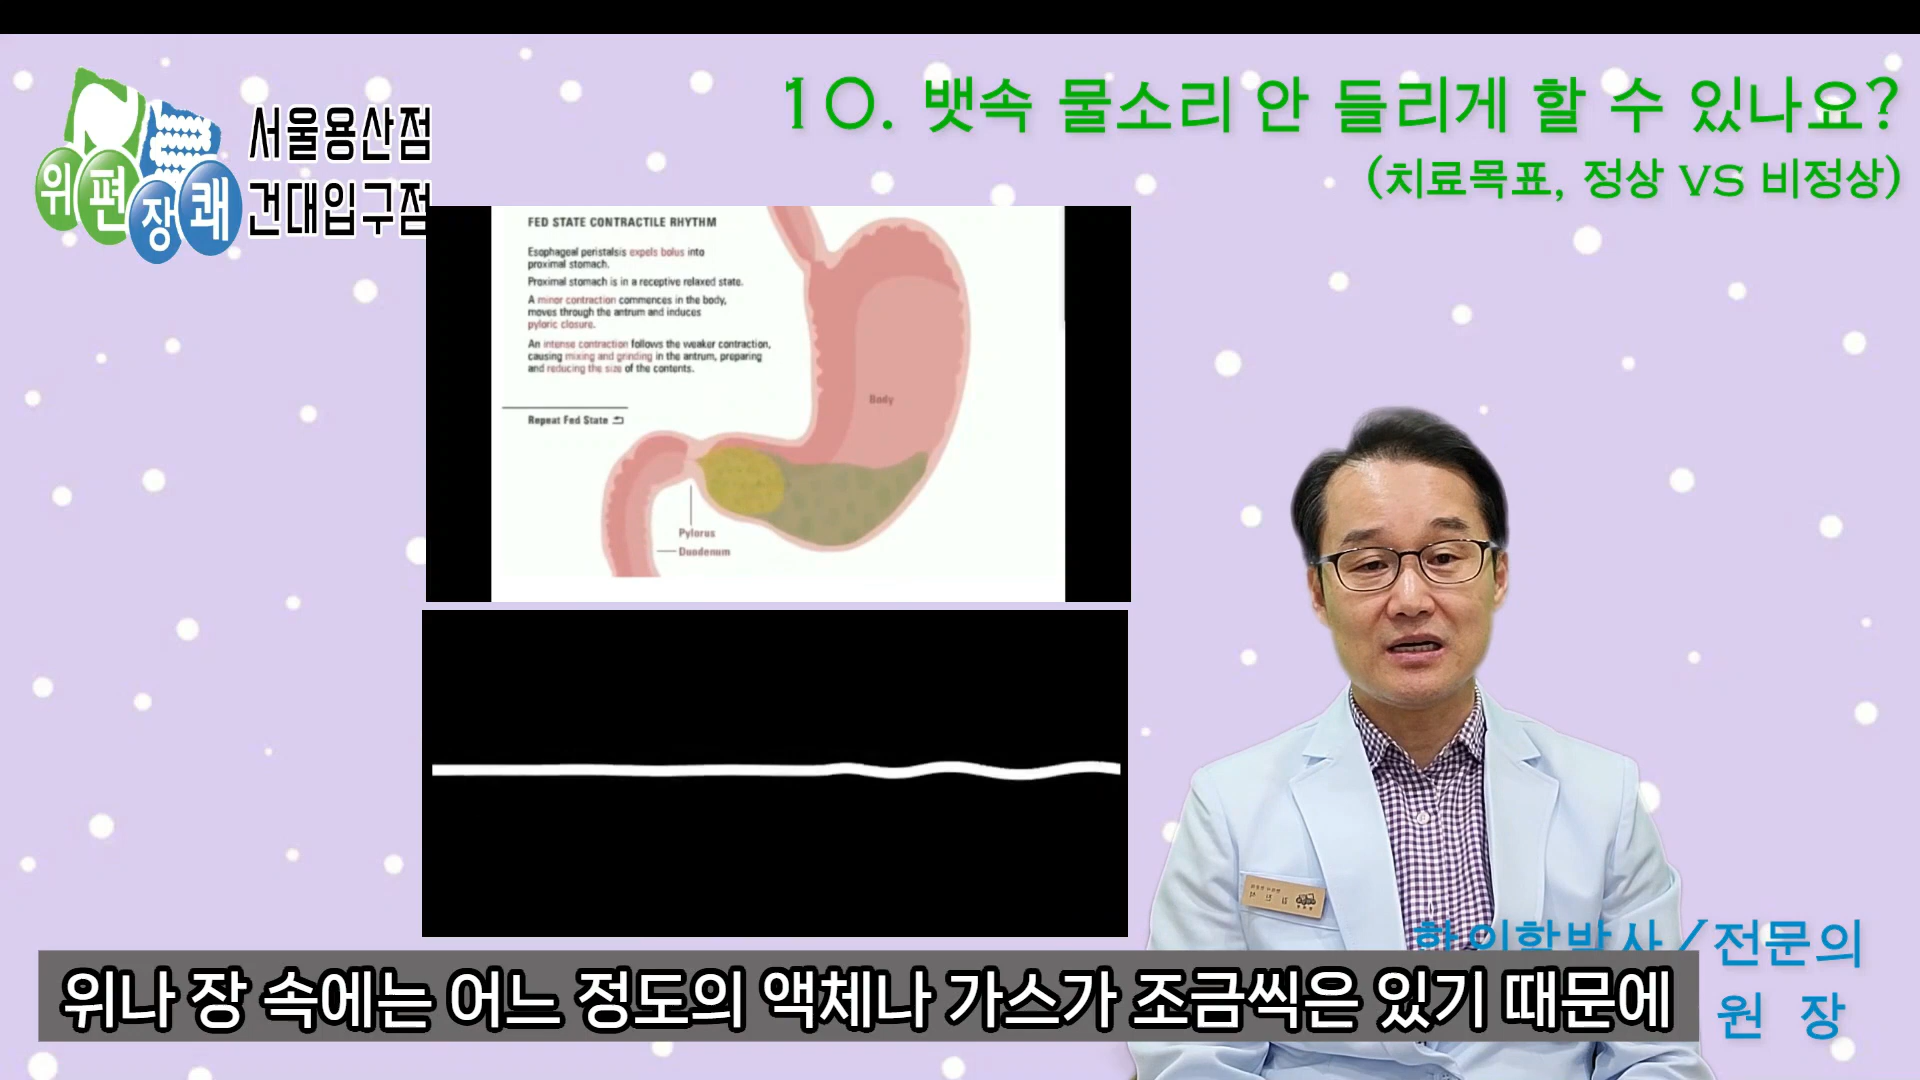 10. 뱃속 물소리 안 들리게 할 수 있나요?
(치료목표, 정상 VS 비정상)
위편장쾌
서울용산점
건대입구점
FED STATE CONTRACTILE RHYTHM
Esophageal peristalsis expels bolus into
proximal stomach.
Proximal stomach is in a receptive relaxed state.
A minor contraction commences in the body,
moves through the antrum and induces
pyloric closure.
An intense contraction follows the weaker contraction,
causing mixing and grinding in the antrum, preparing
and reducing the size of the contents.
Repeat Fed State
Body
Pylorus
Duodenum
한의학박사/전문의
원 장
위나 장 속에는 어느 정도의 액체나 가스가 조금씩은 있기 때문에